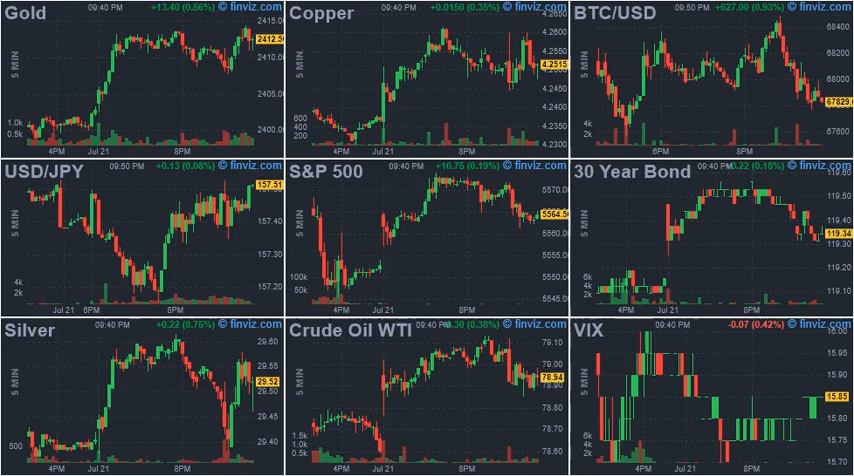 Gold 09:40 PM +13.40 (0.56%) © finviz.com
5 MIN
2415.00
2412.50
2410.00
2405.00
2400.00
1.0k
0.5k
4PM Jul 21 8PM
Copper 09:40 PM +0.0150 (0.35%) © finviz.com
5 MIN
4.2650
4.2600
4.2550
4.2515
4.2450
4.2400
4.2350
4.2300
600
400
200
4PM Jul 21 8PM
BTC/USD 09:50 PM +627.00 (0.93%) © finviz.com
5 MIN
68400
68000
67829
67600
4k
2k
6PM 8PM
USD/JPY 09:50 PM +0.13 (0.08%) © finviz.com
5 MIN
157.51
157.40
157.30
157.20
4k
2k
Jul 21 6PM 8PM
S&P 500 09:40 PM +10.75 (0.19%) © finviz.com
5 MIN
5570.00
5564.50
5560.00
5555.00
5550.00
5545.00
100k
50k
4PM Jul 21 8PM
30 Year Bond 09:40 PM 0.22 (0.18%) © finviz.com
5 MIN
119.60
119.50
119.40
119.34
119.30
119.20
119.10
6k
4k
2k
4PM Jul 21 8PM
Silver 09:40 PM +0.22 (0.75%) © finviz.com
5 MIN
29.60
29.55
29.52
29.50
29.45
29.40
500
4PM Jul 21 8PM
Crude Oil WTI 09:40 PM 0.30 (0.38%) © finviz.com
5 MIN
79.10
79.00
78.94
78.90
78.80
78.70
78.60
1.5k
1.0k
0.5k
4PM Jul 21 8PM
VIX 09:40 PM -0.07 (0.42%) © finviz.com
5 MIN
16.00
15.95
15.90
15.85
15.80
15.75
15.70
6k
4k
2k
4PM Jul 21 8PM